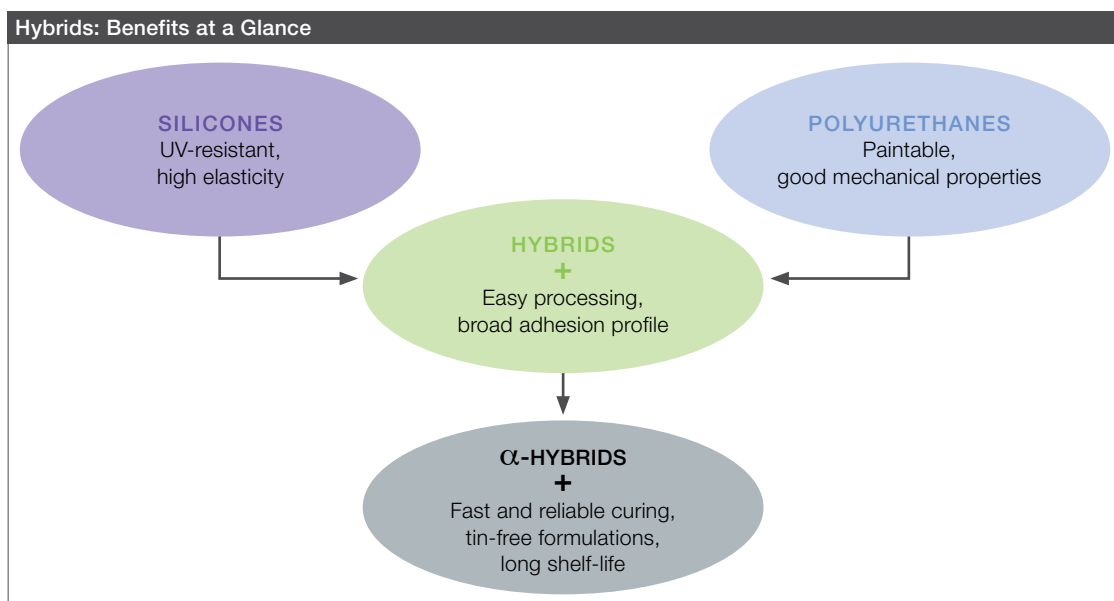 Hybrids: Benefits at a Glance
SILICONES
UV-resistant,
high elasticity
POLYURETHANES
Paintable,
good mechanical properties
HYBRIDS
+
Easy processing,
broad adhesion profile
α-HYBRIDS
+
Fast and reliable curing,
tin-free formulations,
long shelf-life